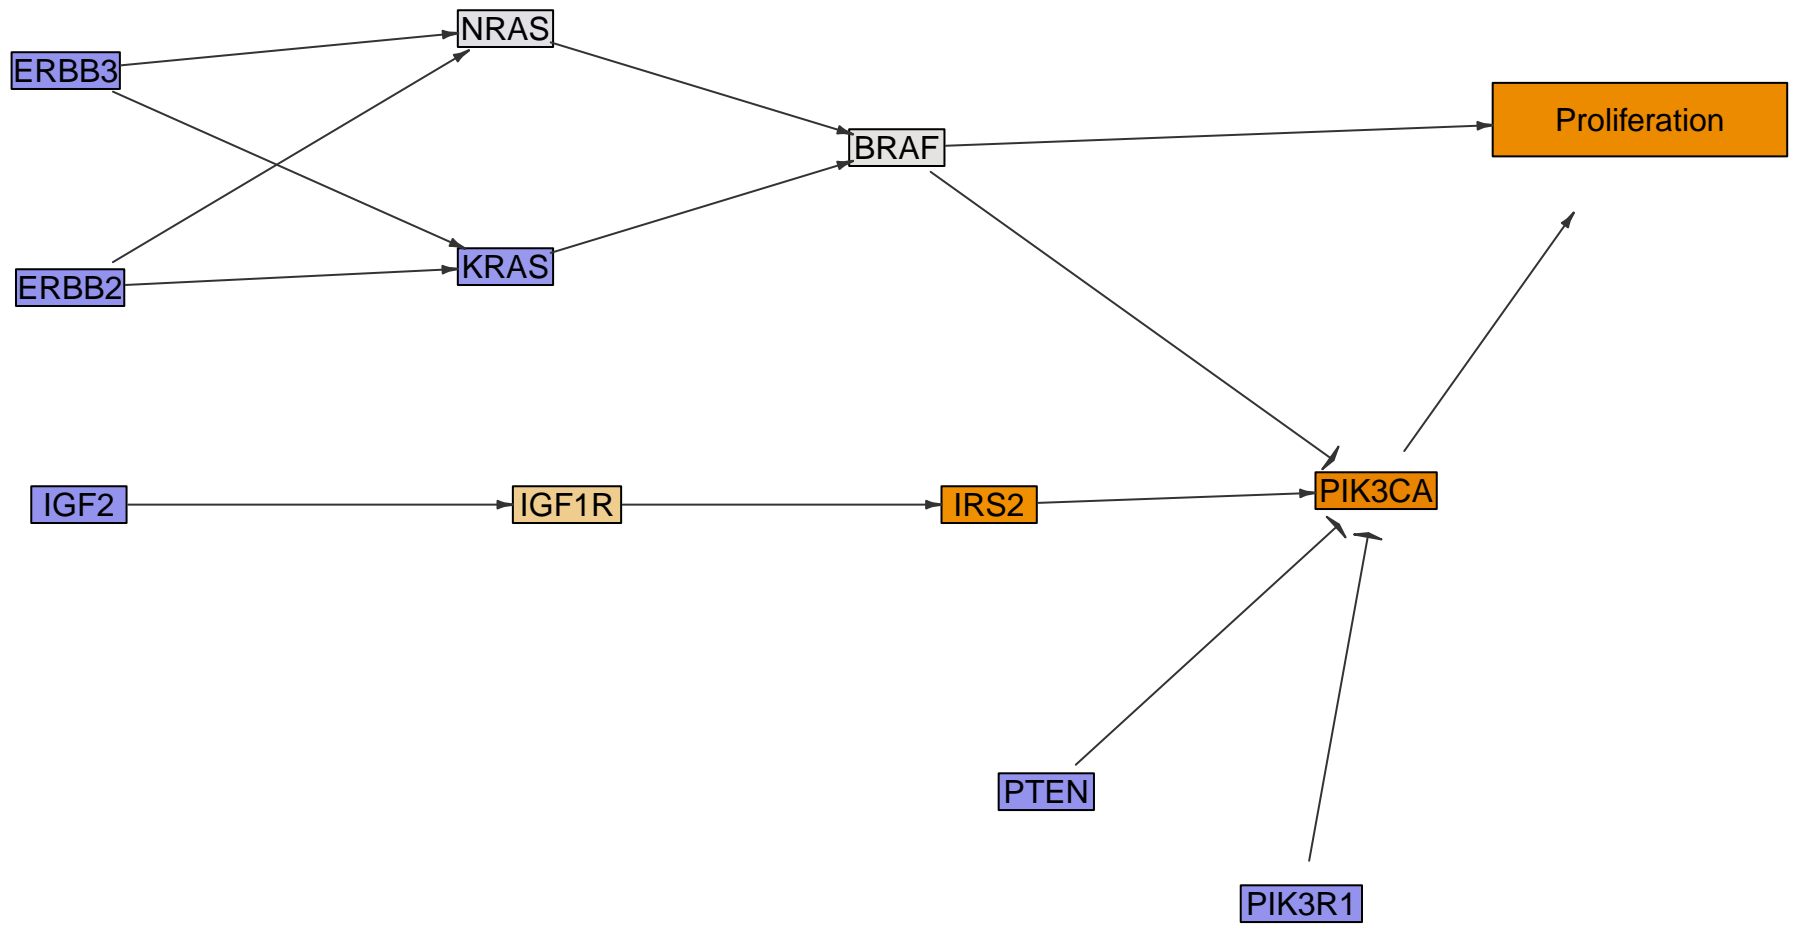 NRAS
ERBB3
Proliferation
BRAF
KRAS
ERBB2
PIK3CA
IGF2
IGF1R
IRS2
PTEN
PIK3R1